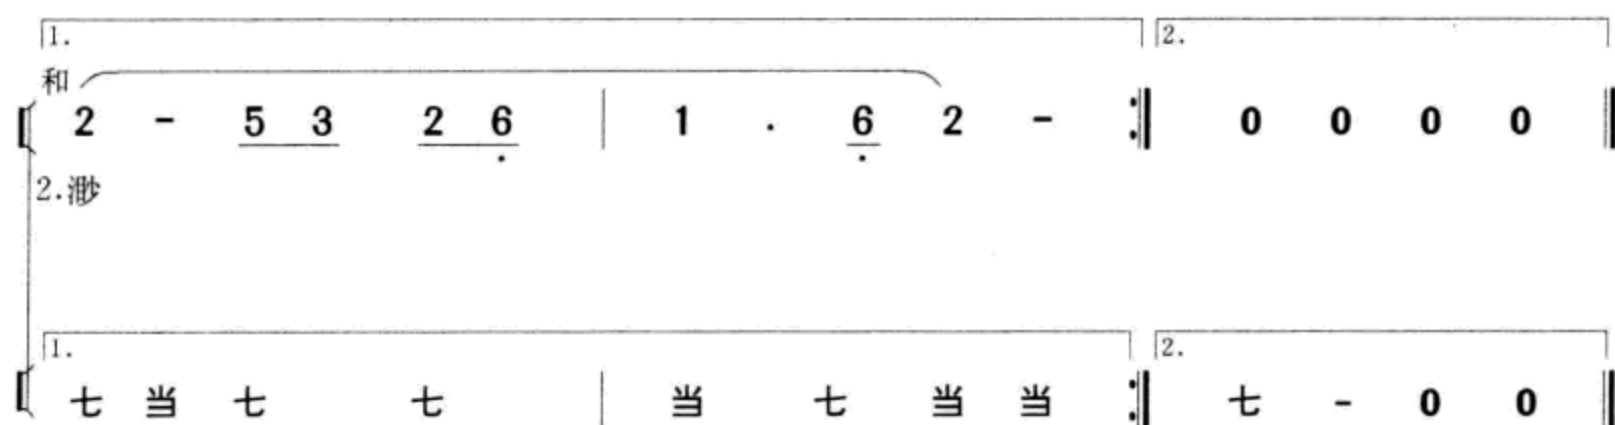 1. 2.
和
2 - 5 3 2 6 1 . 6 2 - 0 0 0 0
2.渺
1. 2.
七 当 七 七 当 七 当 当 七 - 0 0